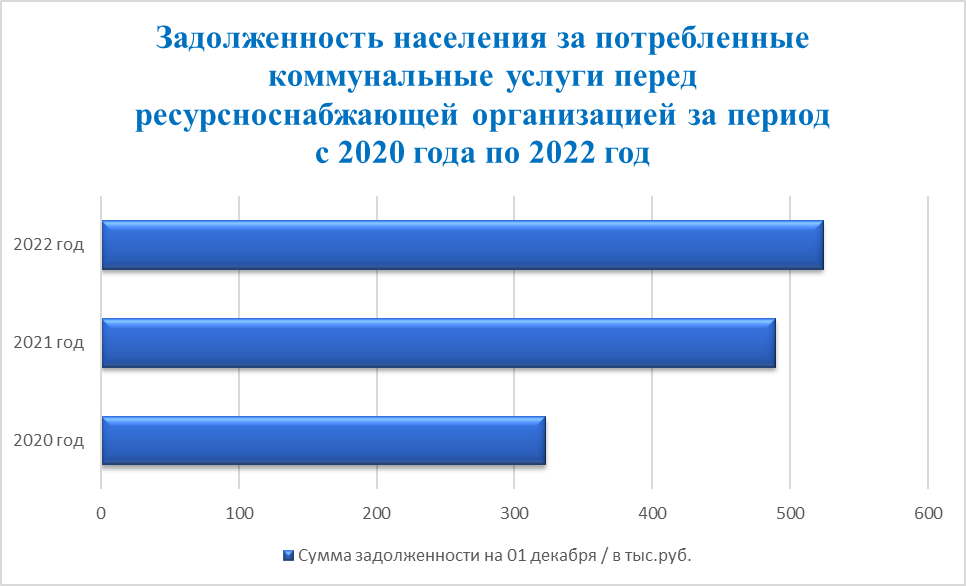 Задолженность населения за потребленные
коммунальные услуги перед
ресурсноснабжающей организацией за период
с 2020 года по 2022 год
2022 год
2021 год
2020 год
0 100 200 300 400 500 600
Сумма задолженности на 01 декабря / в тыс.руб.